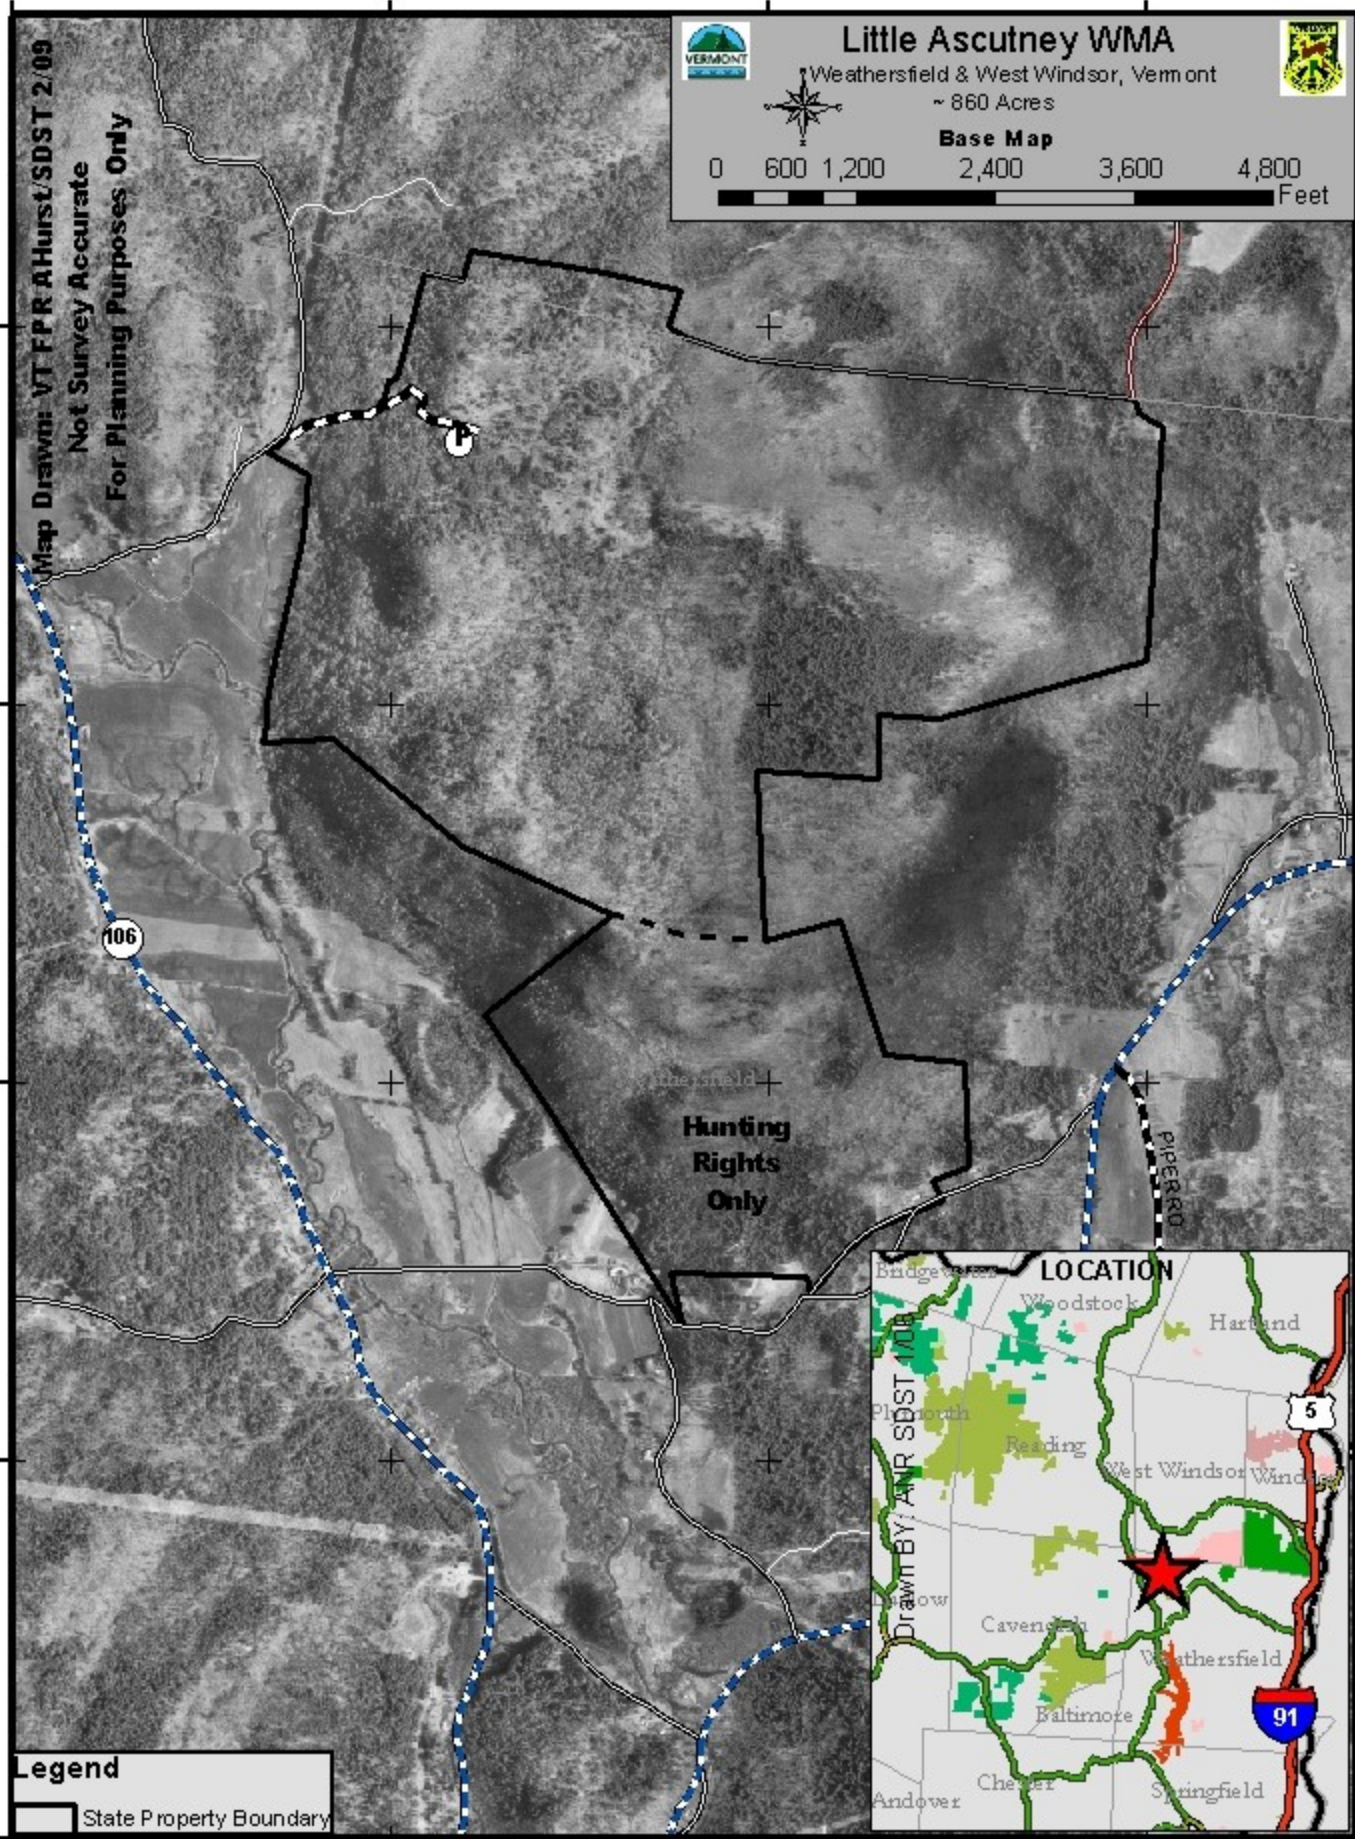 Little Ascutney WMA
VERMONT
Weathersfield & West Windsor, Vermont
~ 860 Acres
Base Map
0 600 1,200 2,400 3,600 4,800
Feet
Map Drawn: VT FPR AHurst/SDST 2/09
Not Survey Accurate
For Planning Purposes Only
P
106
Hunting
Rights
Only
PIPERRO
LOCATION
Bridgewater
Woodstock
Hartland
5
Plymouth
Reading
West Windsor
Windsor
Drawn BY: ANR SDST 1/08
Cavendish
Weathersfield
Baltimore
91
Chester
Springfield
Andover
Legend
State Property Boundary